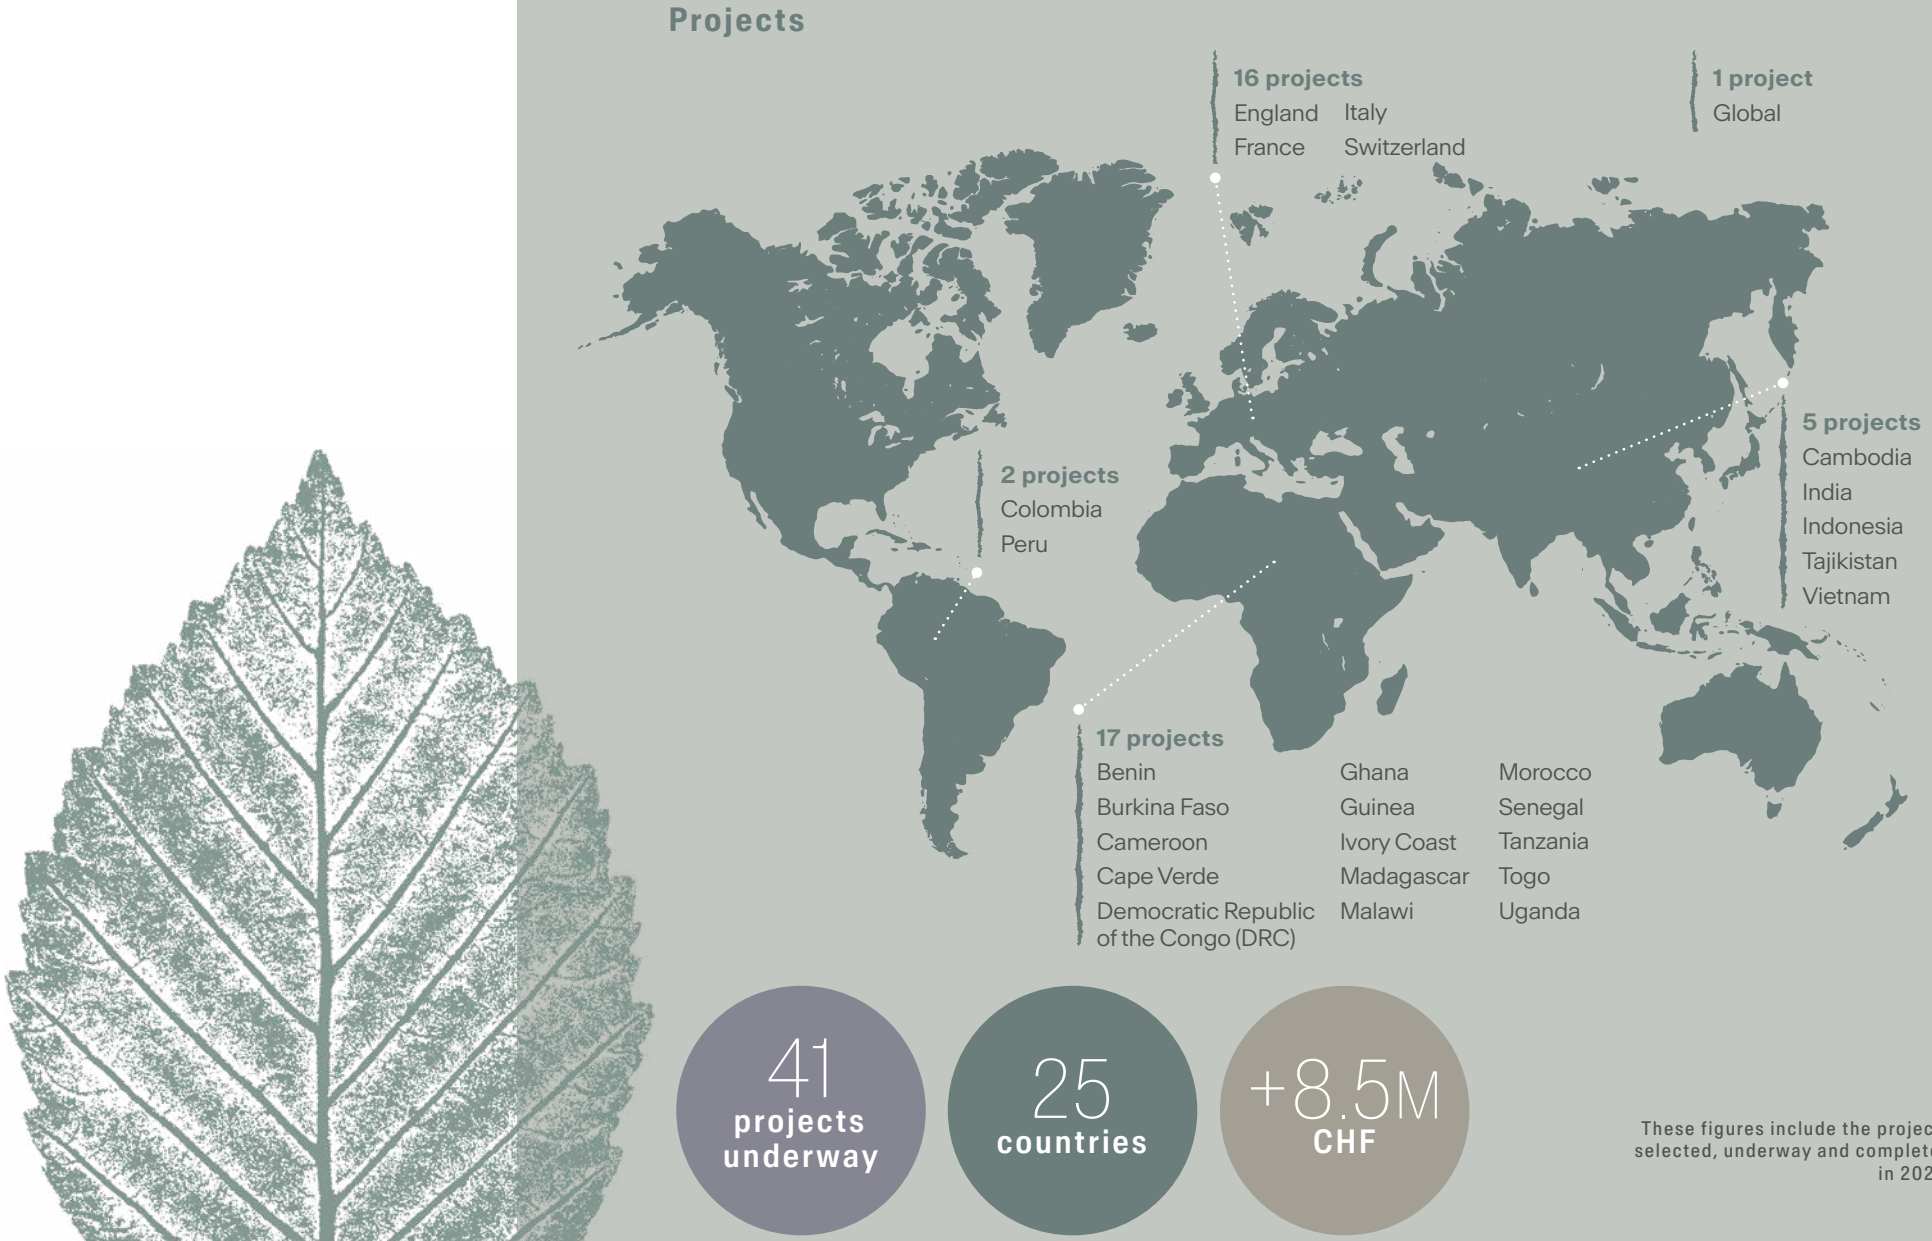 Projects
16 projects
England Italy
France Switzerland
1 project
Global
2 projects
Colombia
Peru
5 projects
Cambodia
India
Indonesia
Tajikistan
Vietnam
17 projects
Benin Ghana Morocco
Burkina Faso Guinea Senegal
Cameroon Ivory Coast Tanzania
Cape Verde Madagascar Togo
Democratic Republic Malawi Uganda
of the Congo (DRC)
41
projects
underway
25
countries
+8.5M
CHF
These figures include the
selected, underway and
in